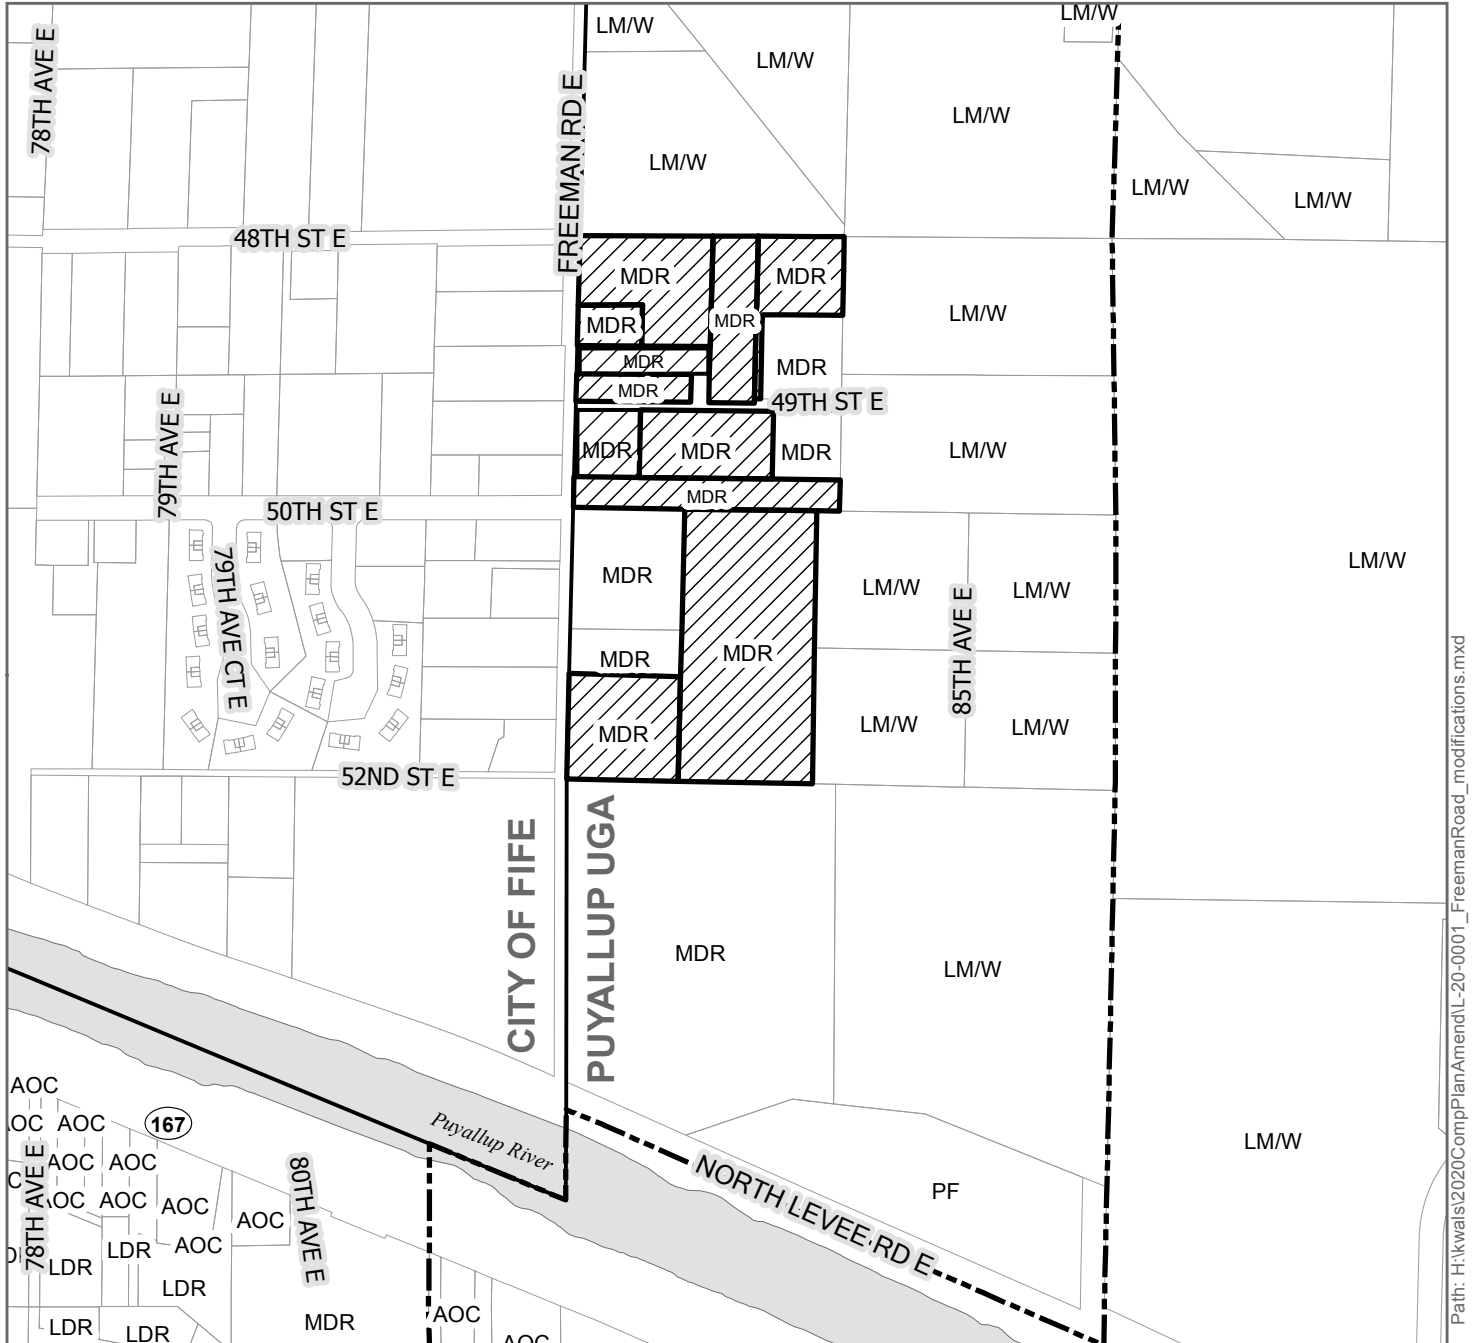 LM/W
LM/W
LM/W
78TH AVE E
FREEMAN RD E
LM/W
LM/W
LM/W
LM/W
48TH ST E
MDR
MDR
MDR
MDR
LM/W
MDR
MDR
MDR
49TH ST E
79TH AVE E
MDR
MDR
MDR
LM/W
MDR
50TH ST E
79TH AVE CT E
MDR
LM/W
LM/W
LM/W
85TH AVE E
MDR
MDR
MDR
LM/W
LM/W
52ND ST E
CITY OF FIFE
PUYALLUP UGA
MDR
LM/W
AOC
AOC
AOC
167
Puyallup River
LM/W
AOC
AOC
78TH AVE E
80TH AVE E
NORTH LEVEE RD E
PF
AOC
AOC
AOC
AOC
AOC
LDR
LDR
LDR
LDR
LDR
MDR
AOC
AOC
Path: H:\kwals\2020CompPlanAmend\L-20-0001_FreemanRoad_modifications.mxd